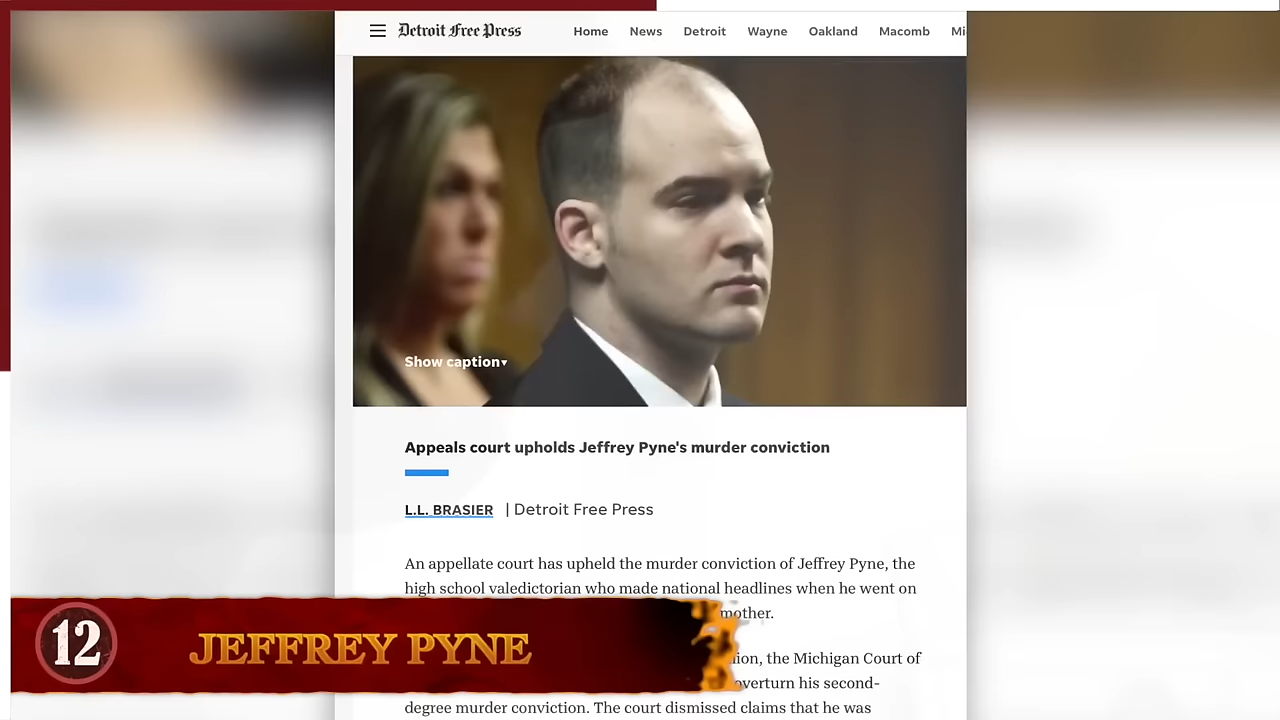 Detroit Free Press Home News Detroit Wayne Oakland Macomb
Show caption
Appeals court upholds Jeffrey Pyne's murder conviction
L.L. BRASIER | Detroit Free Press
An appellate court has upheld the murder conviction of Jeffrey Pyne, the
high school valedictorian who made national headlines when he went on
mother.
the Michigan Court of
overturn his second-
degree murder conviction. The court dismissed claims that he was
12 JEFFREY PYNE